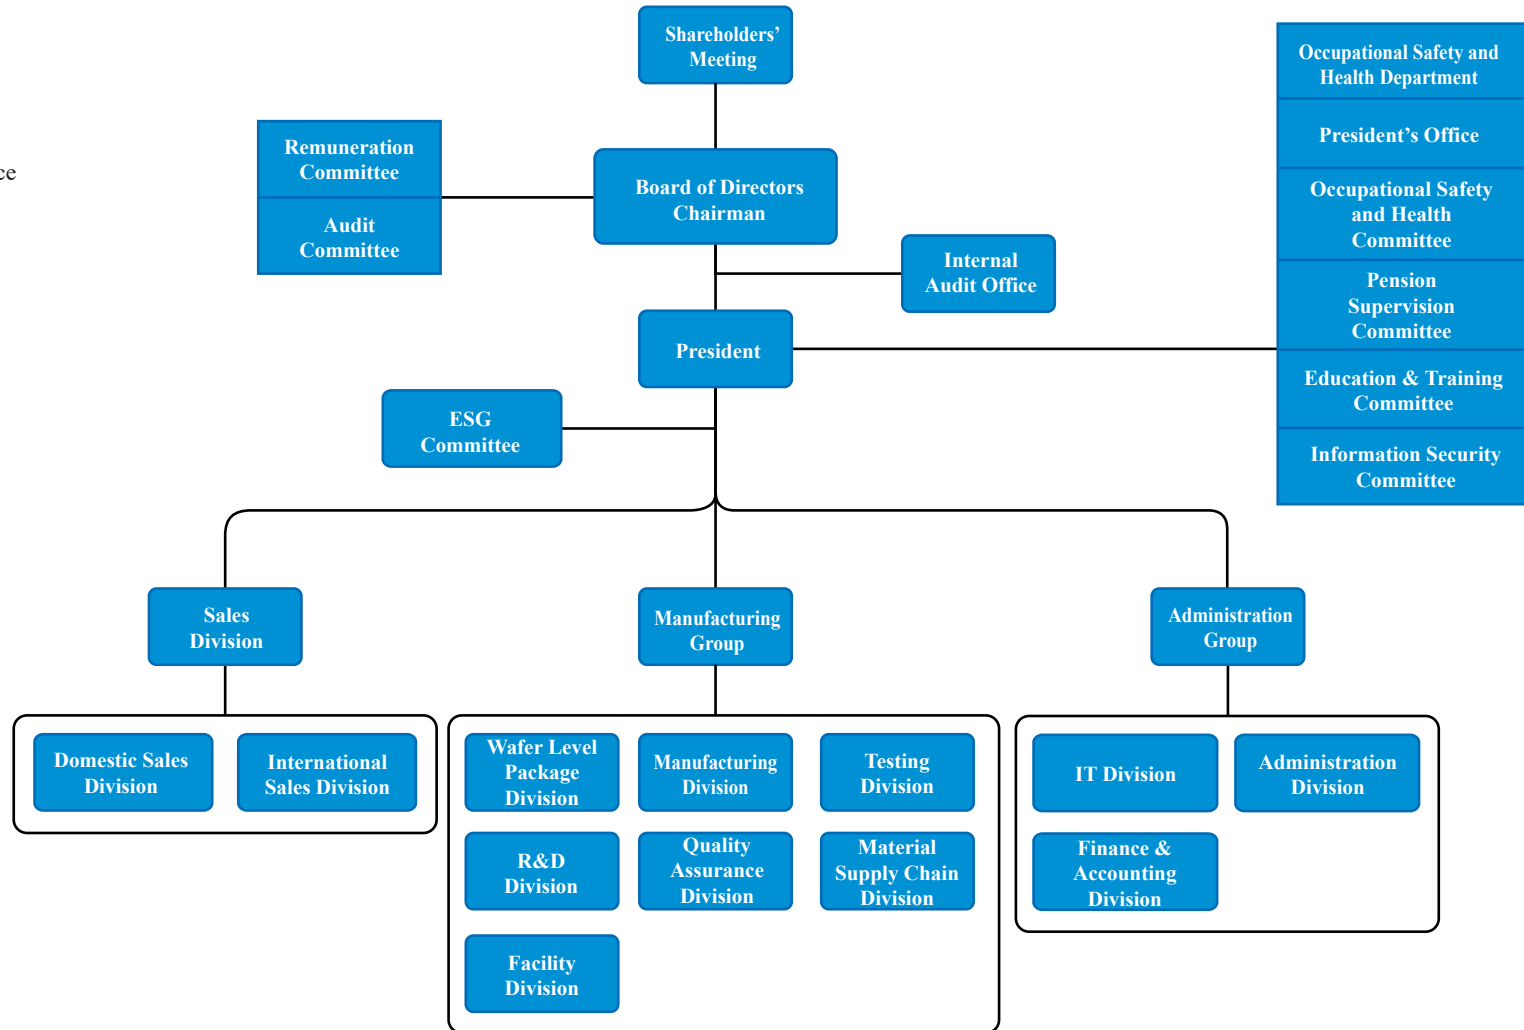 Shareholders’
Meeting
Occupational Safety and
Health Department
President’s Office
Occupational Safety
and Health
Committee
Pension
Supervision
Committee
Education & Training
Committee
Information Security
Committee
Remuneration
Committee
Audit
Committee
ce
Board of Directors
Chairman
Internal
Audit Office
President
ESG
Committee
Sales
Division
Manufacturing
Group
Administration
Group
Domestic Sales
Division
International
Sales Division
Wafer Level
Package
Division
Manufacturing
Division
Testing
Division
R&D
Division
Quality
Assurance
Division
Material
Supply Chain
Division
Facility
Division
IT Division
Administration
Division
Finance &
Accounting
Division